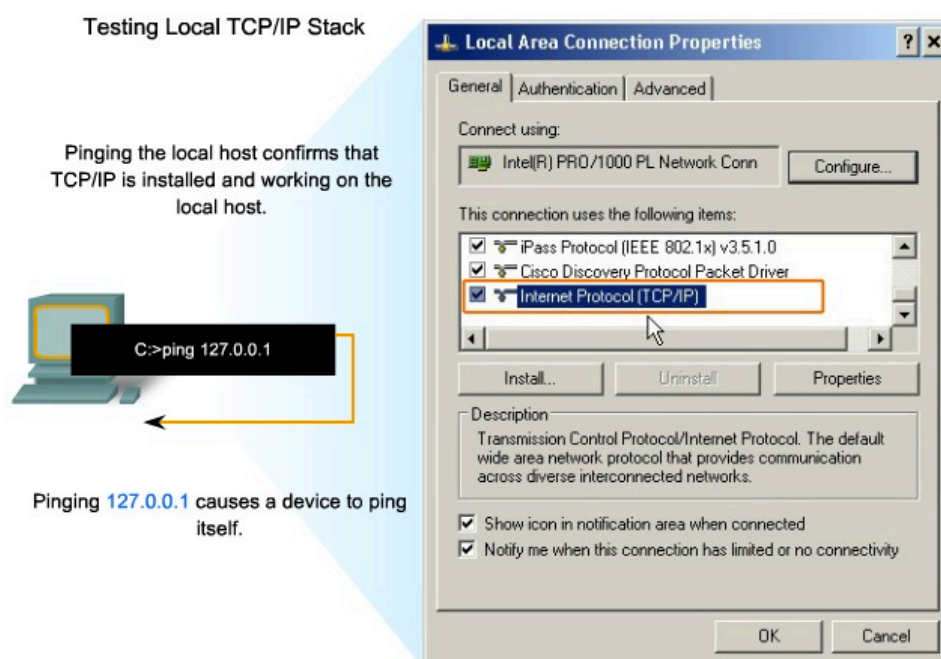 Testing Local TCP/IP Stack
Pinging the local host confirms that
TCP/IP is installed and working on the
local host.
C:>ping 127.0.0.1
Pinging 127.0.0.1 causes a device to ping
itself.
Local Area Connection Properties
General Authentication Advanced
Connect using:
Intel(R) PRO/1000 PL Network Conn Configure...
This connection uses the following items:
iPass Protocol (IEEE 802.1x) v3.5.1.0
Cisco Discovery Protocol Packet Driver
Internet Protocol (TCP/IP)
Install... Uninstall Properties
Description
Transmission Control Protocol/Internet Protocol. The default
wide area network protocol that provides communication
across diverse interconnected networks.
Show icon in notification area when connected
Notify me when this connection has limited or no connectivity
OK Cancel